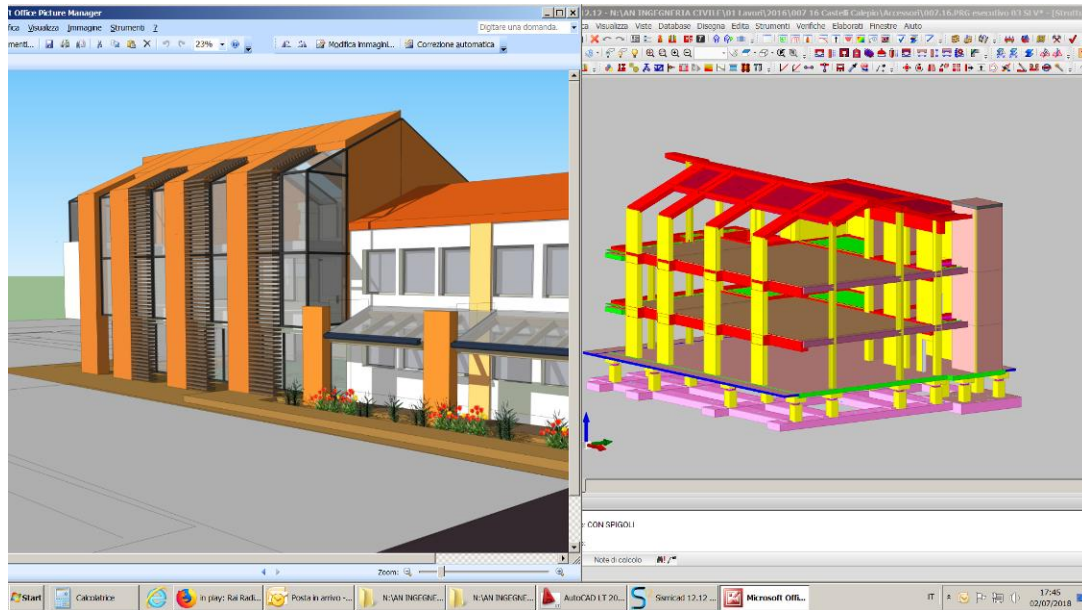 t Office Picture Manager
fica Visualizza Immagine Strumenti ?
Digitare una domanda.
menti...
23%
Modifica immagini...
Correzione automatica
Zoom:
12.12 - N:\AN INGEGNERIA CIVILE\01 Lavori\2016\007 16 Castelli Calepio\Accessori\007.16.PRG esecutivo 03 SLV* - [Struttu
ca Visualizza Viste Database Disegna Edita Strumenti Verifiche Elaborati Finestre Aiuto
r CON SPIGOLI
Note di calcolo
Start
Calcolatrice
in play: Rai Radi...
Posta in arrivo -...
N:\AN INGEGNE...
N:\AN INGEGNE...
AutoCAD LT 20...
Sismicad 12.12 ...
Microsoft Offi...
IT
17:45
02/07/2018